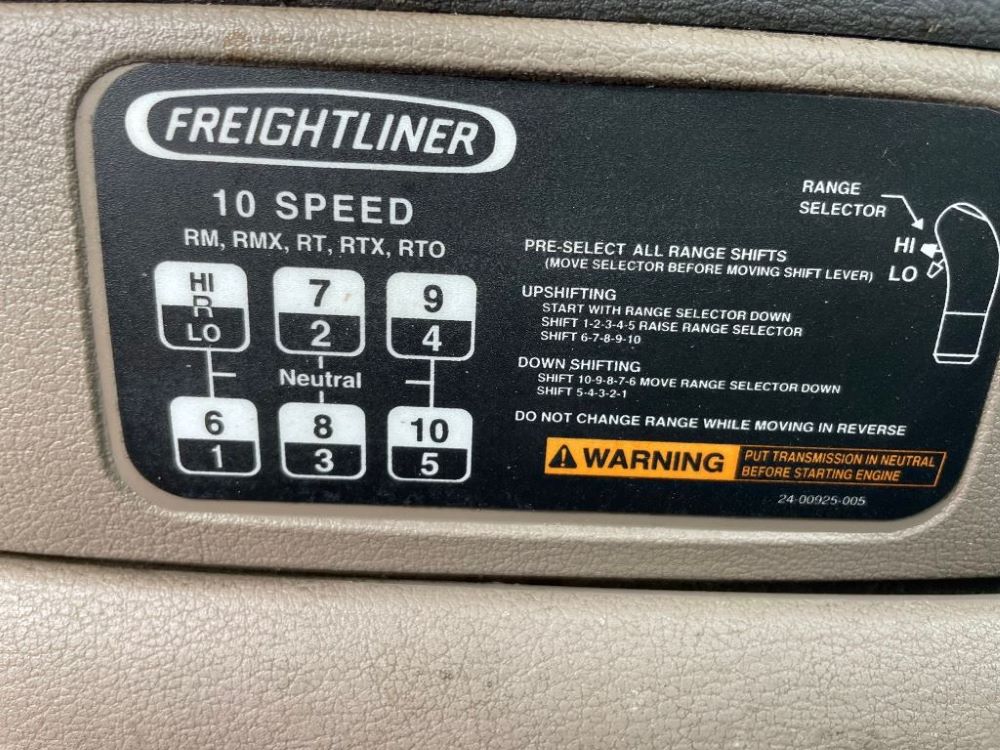 FREIGHTLINER
10 SPEED
RM, RMX, RT, RTX, RTO
HI
R
LO
7
2
9
4
Neutral
6
1
8
3
10
5
RANGE
SELECTOR
HI
LO
PRE-SELECT ALL RANGE SHIFTS
(MOVE SELECTOR BEFORE MOVING SHIFT LEVER)
UPSHIFTING
START WITH RANGE SELECTOR DOWN
SHIFT 1-2-3-4-5 RAISE RANGE SELECTOR
SHIFT 6-7-8-9-10
DOWN SHIFTING
SHIFT 10-9-8-7-6 MOVE RANGE SELECTOR DOWN
SHIFT 5-4-3-2-1
DO NOT CHANGE RANGE WHILE MOVING IN REVERSE
WARNING
PUT TRANSMISSION IN NEUTRAL
BEFORE STARTING ENGINE
24-00925-005